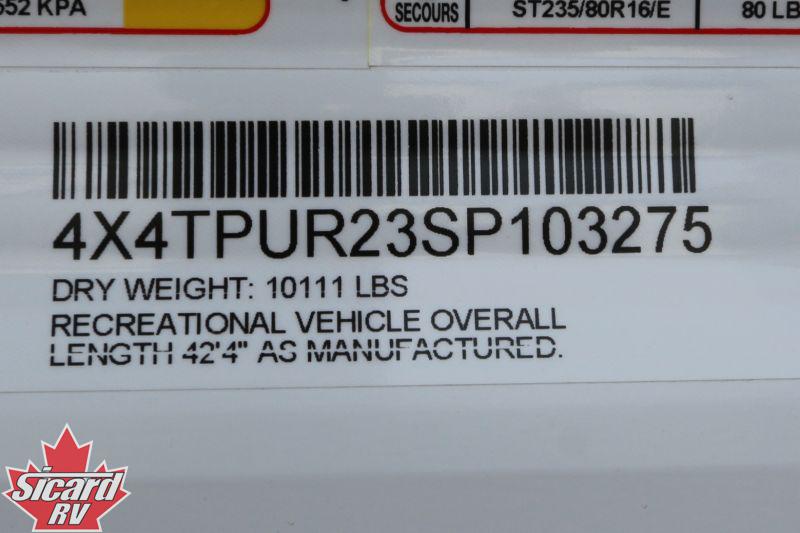 552 KPA
SECOURS ST235/80R16/E 80 LB
4X4TPUR23SP103275
DRY WEIGHT: 10111 LBS
RECREATIONAL VEHICLE OVERALL
LENGTH 42'4" AS MANUFACTURED.
Sicard
RV